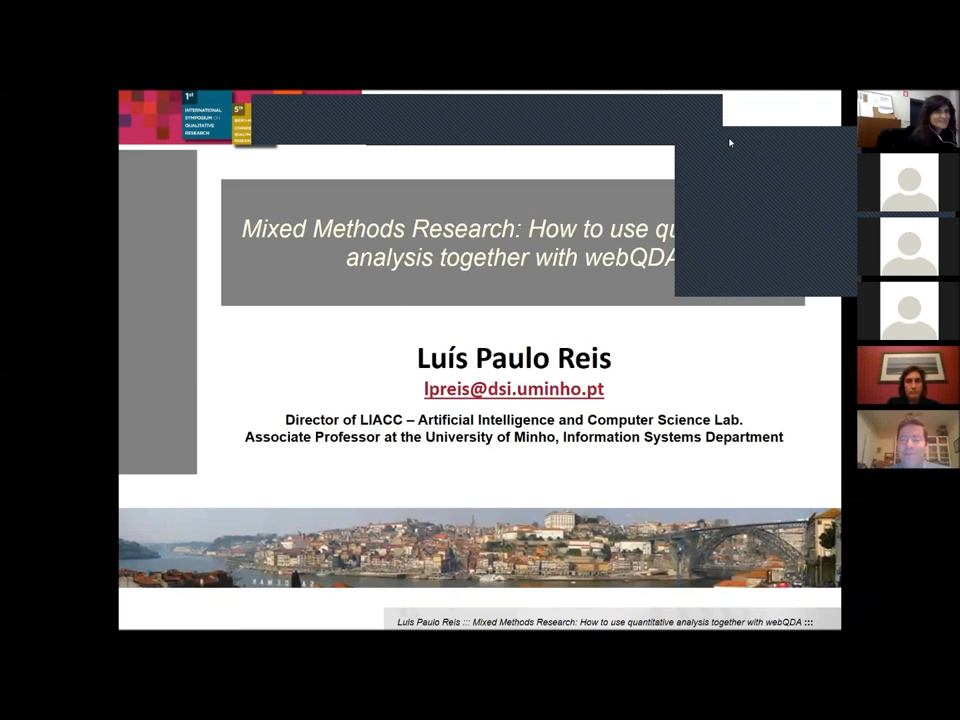 1st
INTERNATIONAL
SYMPOSIUM ON
QUALITATIVE
RESEARCH
5th
Mixed Methods Research: How to use qu
analysis together with webQDA
Luís Paulo Reis
lpreis@dsi.uminho.pt
Director of LIACC – Artificial Intelligence and Computer Science Lab.
Associate Professor at the University of Minho, Information Systems Department
Luis Paulo Reis ::: Mixed Methods Research: How to use quantitative analysis together with webQDA :::